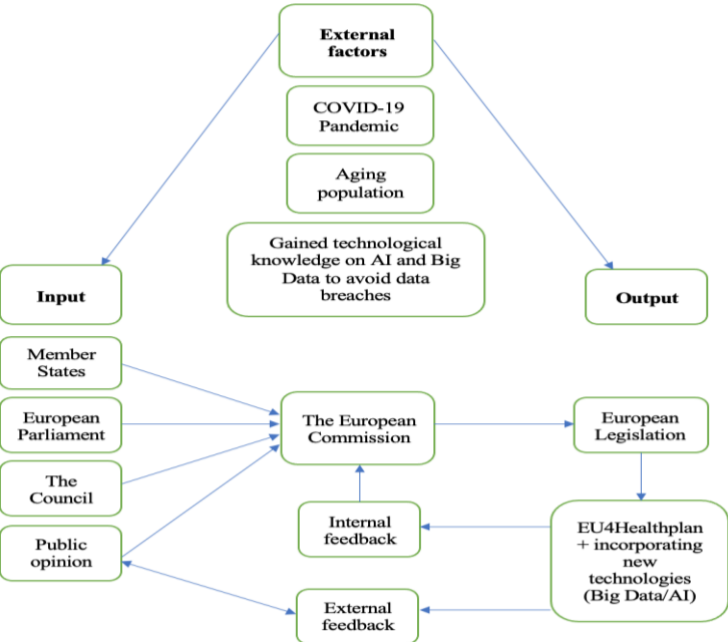 External
factors
COVID-19
Pandemic
Aging
population
Gained technological
knowledge on AI and Big
Data to avoid data
breaches
Input
Output
Member
States
European
Parliament
The
Council
Public
opinion
The European
Commission
European
Legislation
Internal
feedback
EU4Healthplan
+ incorporating
new
technologies
(Big Data/AI)
External
feedback